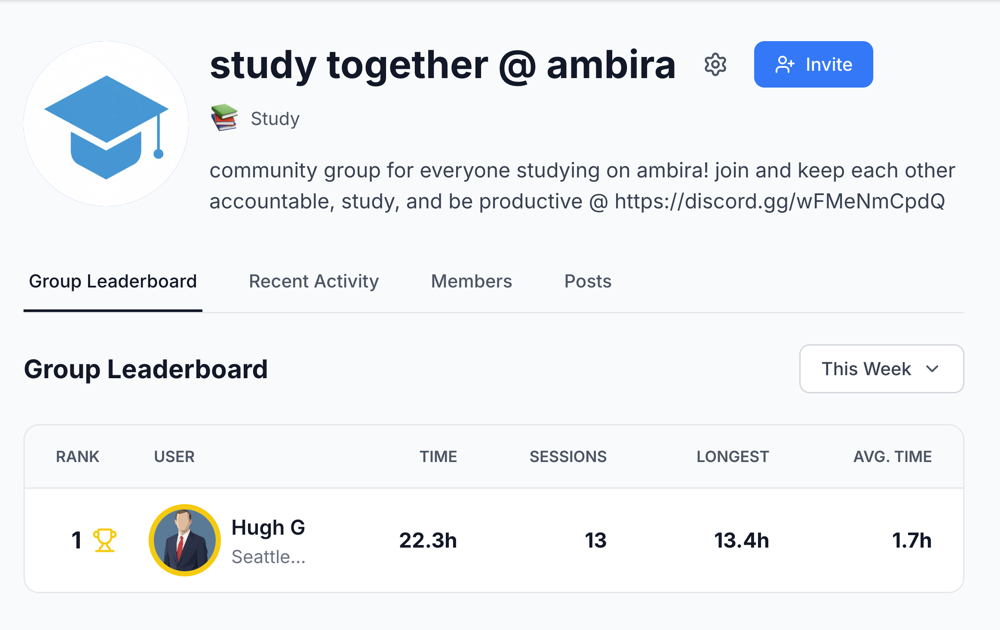 study together @ ambira
Invite
Study
community group for everyone studying on ambira! join and keep each other
accountable, study, and be productive @ https://discord.gg/wFMeNmCpdQ
Group Leaderboard Recent Activity Members Posts
Group Leaderboard
This Week
RANK USER TIME SESSIONS LONGEST AVG. TIME
1 Hugh G 22.3h 13 13.4h 1.7h
Seattle...